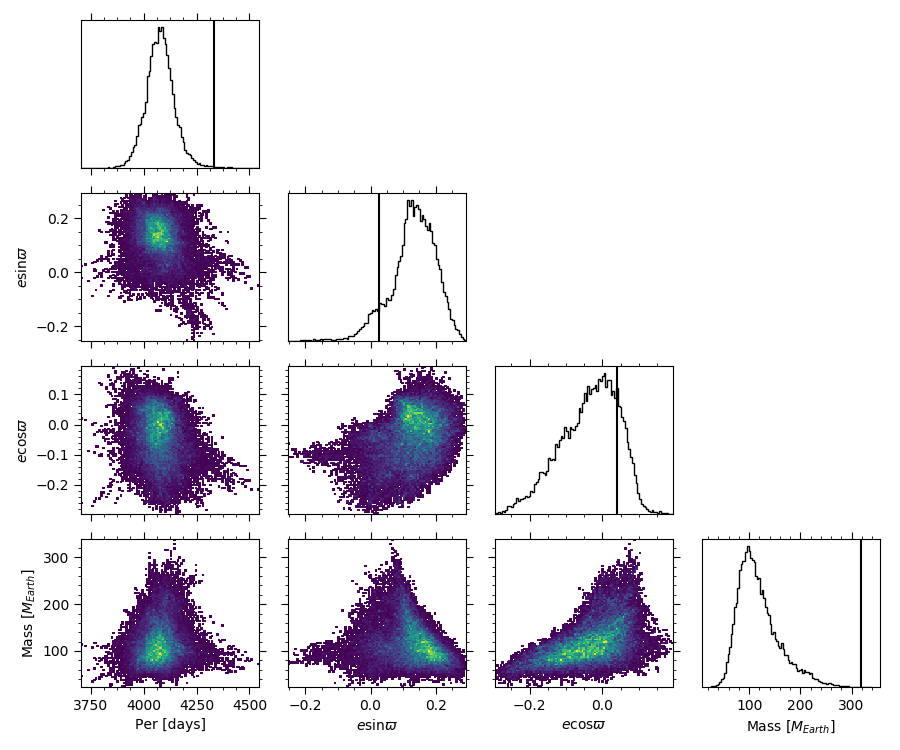 0.2
0.0
−0.2
esinϖ
0.1
0.0
−0.1
−0.2
ecosϖ
300
200
100
Mass [M_Earth]
3750 4000 4250 4500
−0.2 0.0 0.2
−0.2 0.0
100 200 300
Per [days]
esinϖ
ecosϖ
Mass [M_Earth]